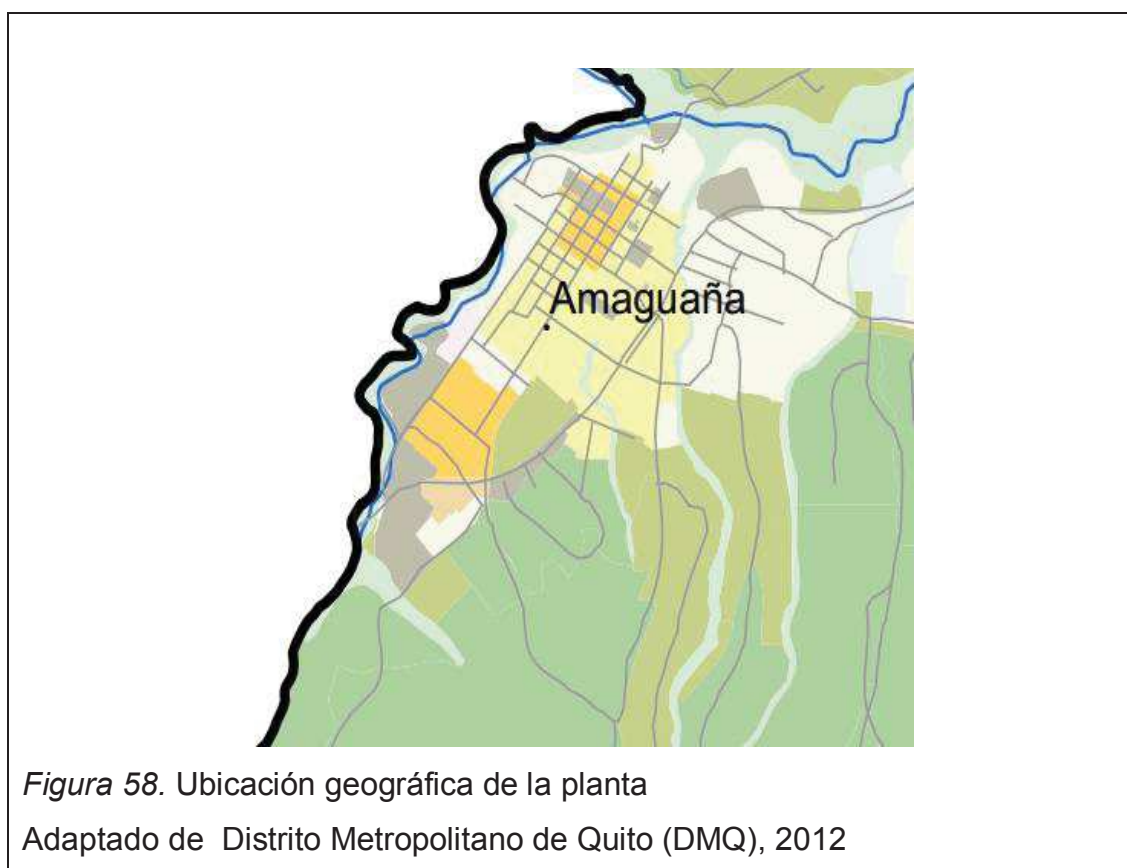 Amaguaña
Figura 58. Ubicación geográfica de la planta
Adaptado de Distrito Metropolitano de Quito (DMQ), 2012